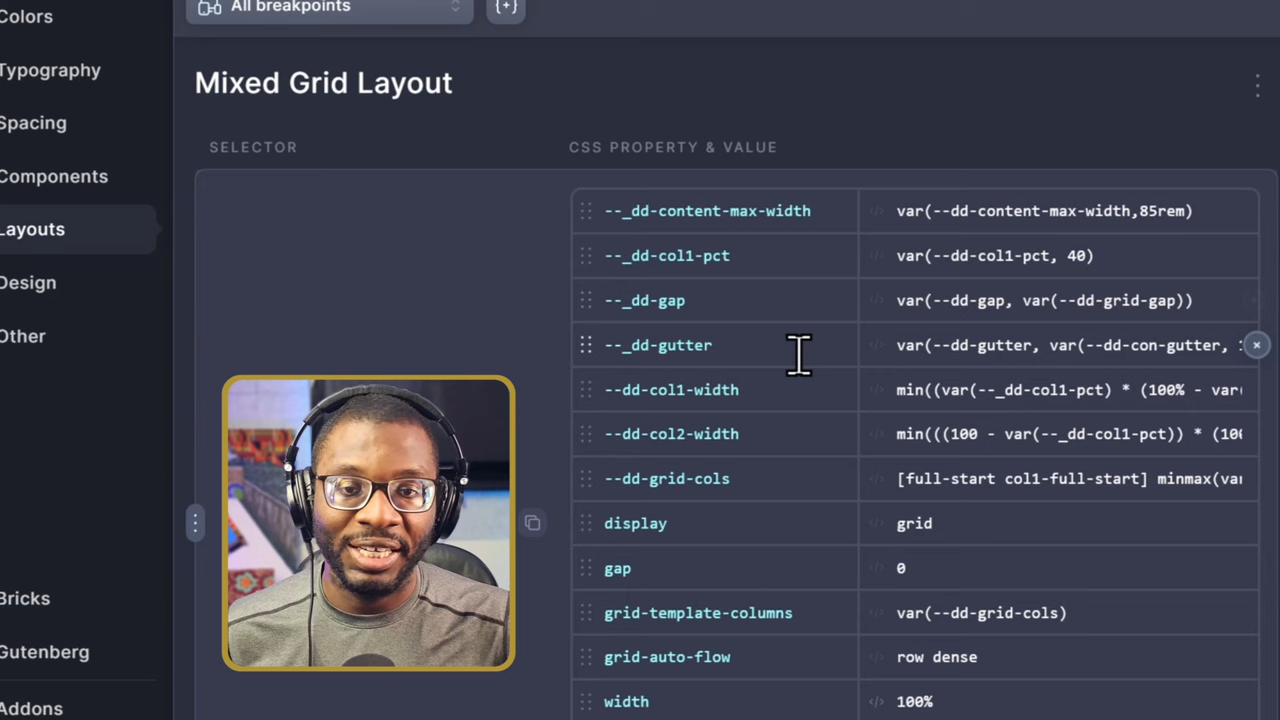 Colors
Typography
Spacing
Components
Layouts
Design
Other
Bricks
Gutenberg
Addons
All breakpoints
{+}
Mixed Grid Layout
SELECTOR
CSS PROPERTY & VALUE
--_dd-content-max-width </> var(--dd-content-max-width,85rem)
--_dd-col1-pct </> var(--dd-col1-pct, 40)
--_dd-gap </> var(--dd-gap, var(--dd-grid-gap))
--_dd-gutter </> var(--dd-gutter, var(--dd-con-gutter,
--dd-col1-width </> min((var(--_dd-col1-pct) * (100% - var(
--dd-col2-width </> min(((100 - var(--_dd-col1-pct)) * (100
--dd-grid-cols </> [full-start col1-full-start] minmax(var
display </> grid
gap </> 0
grid-template-columns </> var(--dd-grid-cols)
grid-auto-flow </> row dense
width </> 100%